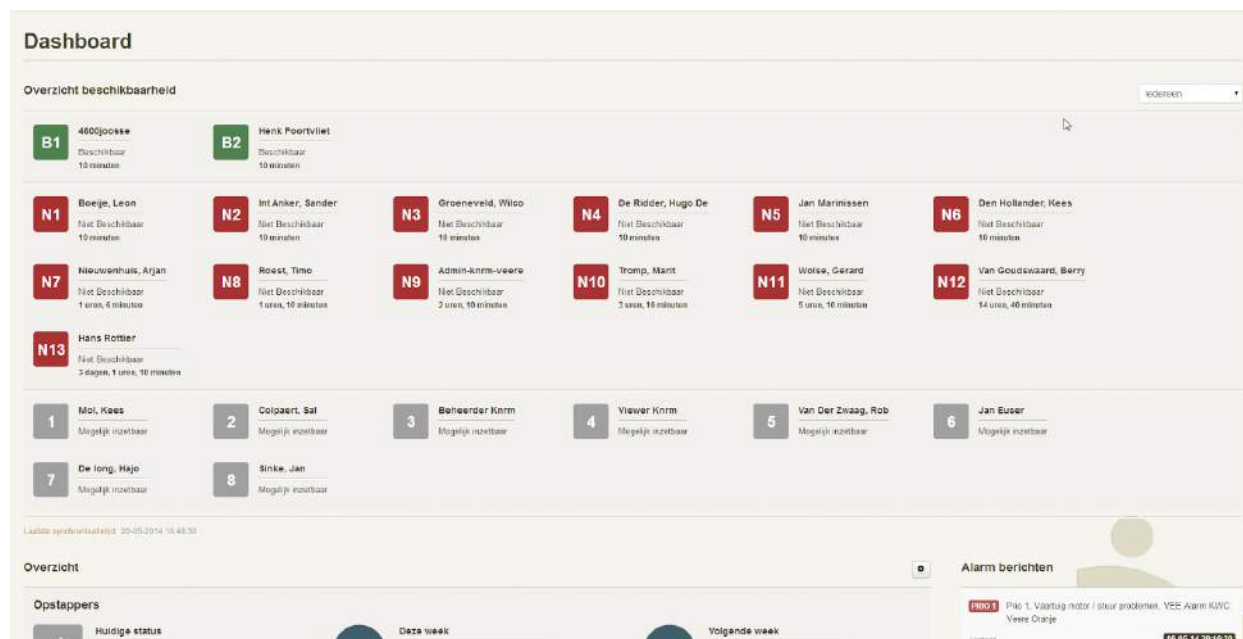 Dashboard
Overzicht beschikbaarheid
Iedereen
B1 4600joosse
Beschikbaar
10 minuten
B2 Henk Poortvliet
Beschikbaar
10 minuten
N1 Boeije, Leon
Niet Beschikbaar
10 minuten
N2 Int Anker, Sander
Niet Beschikbaar
10 minuten
N3 Groeneveld, Wilco
Niet Beschikbaar
10 minuten
N4 De Ridder, Hugo De
Niet Beschikbaar
10 minuten
N5 Jan Marinissen
Niet Beschikbaar
10 minuten
N6 Den Hollander, Kees
Niet Beschikbaar
10 minuten
N7 Nieuwenhuis, Arjan
Niet Beschikbaar
1 uren, 6 minuten
N8 Roest, Timo
Niet Beschikbaar
1 uren, 10 minuten
N9 Admin-knrm-veere
Niet Beschikbaar
2 uren, 10 minuten
N10 Tromp, Marit
Niet Beschikbaar
3 uren, 10 minuten
N11 Wolse, Gerard
Niet Beschikbaar
5 uren, 10 minuten
N12 Van Goudswaard, Berry
Niet Beschikbaar
14 uren, 40 minuten
N13 Hans Rottier
Niet Beschikbaar
3 dagen, 1 uren, 10 minuten
1 Mol, Kees
Mogelijk inzetbaar
2 Colpaert, Sal
Mogelijk inzetbaar
3 Beheerder Knrm
Mogelijk inzetbaar
4 Viewer Knrm
Mogelijk inzetbaar
5 Van Der Zwaag, Rob
Mogelijk inzetbaar
6 Jan Euser
Mogelijk inzetbaar
7 De Jong, Hajo
Mogelijk inzetbaar
8 Sinke, Jan
Mogelijk inzetbaar
Laatste synchronisatietijd: 20-05-2014 16:49:33
Overzicht
Alarm berichten
Opstappers
Huidige status
Deze week
Volgende week
PRIO 1 Prio 1, Vaartuig motor / stuur problemen, VEE Alarm KWC
Veere Oranje